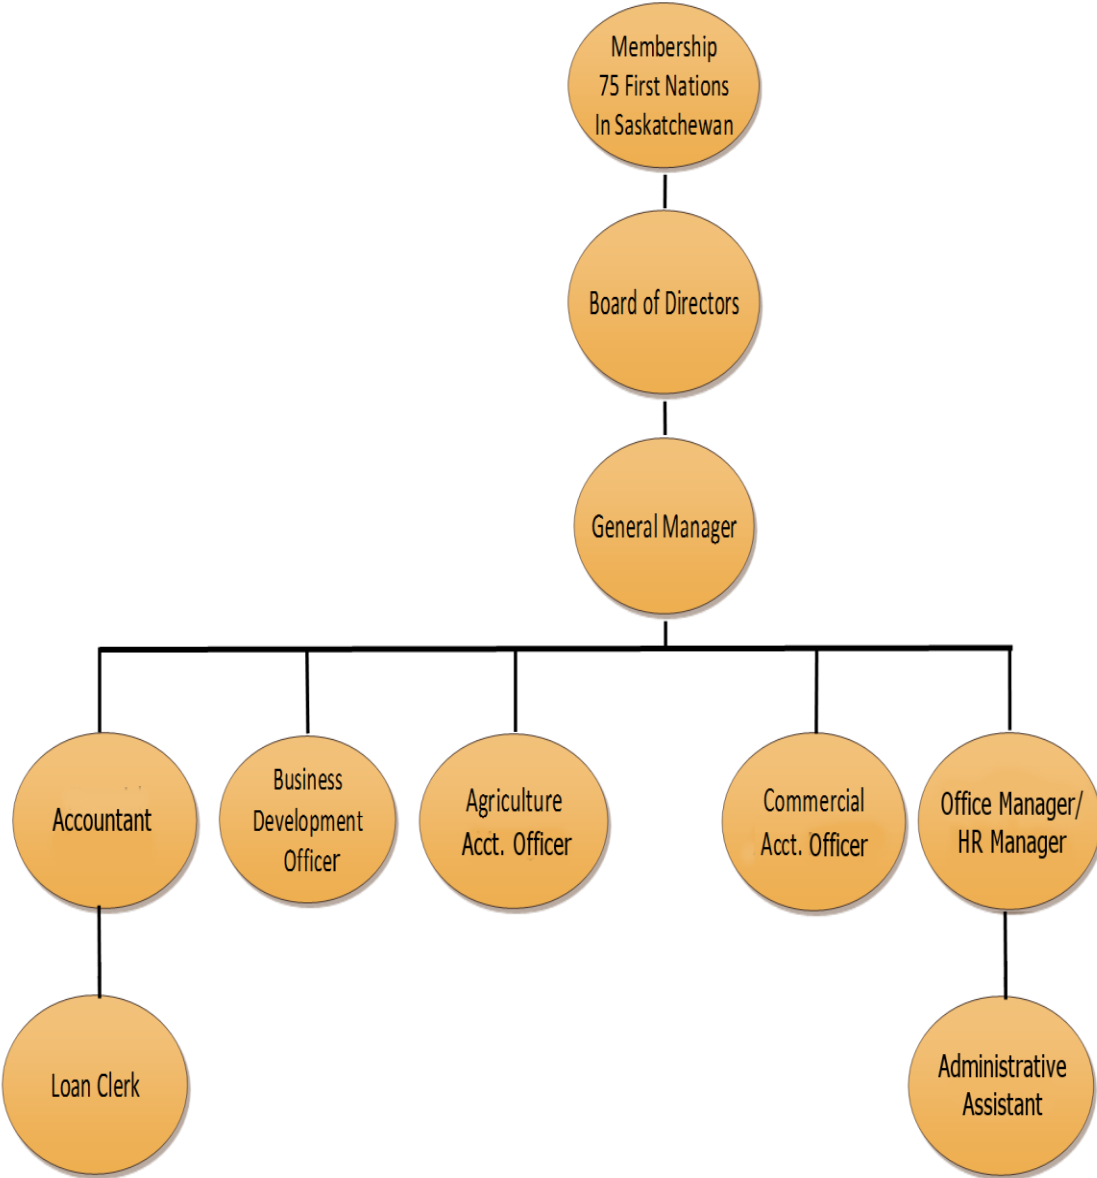 Membership
75 First Nations
In Saskatchewan
Board of Directors
General Manager
Accountant
Business
Development
Officer
Agriculture
Acct. Officer
Commercial
Acct. Officer
Office Manager/
HR Manager
Loan Clerk
Administrative
Assistant